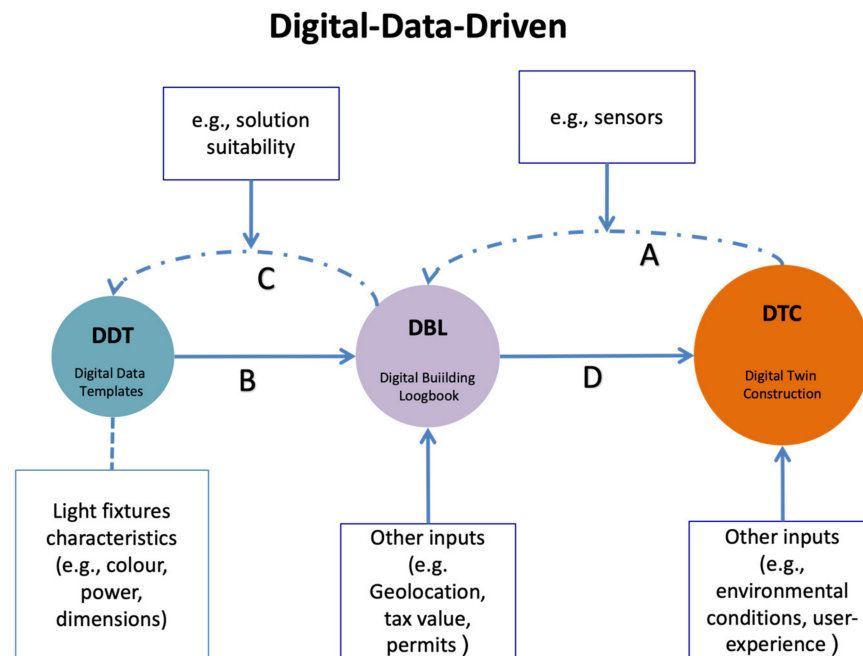 Digital-Data-Driven
e.g., solution
suitability
e.g., sensors
C
A
DDT
Digital Data
Templates
B
DBL
Digital Buiilding
Loogbook
D
DTC
Digital Twin
Construction
Light fixtures
characteristics
(e.g., colour,
power,
dimensions)
Other inputs
(e.g.
Geolocation,
tax value,
permits )
Other inputs
(e.g.,
environmental
conditions, user-
experience )